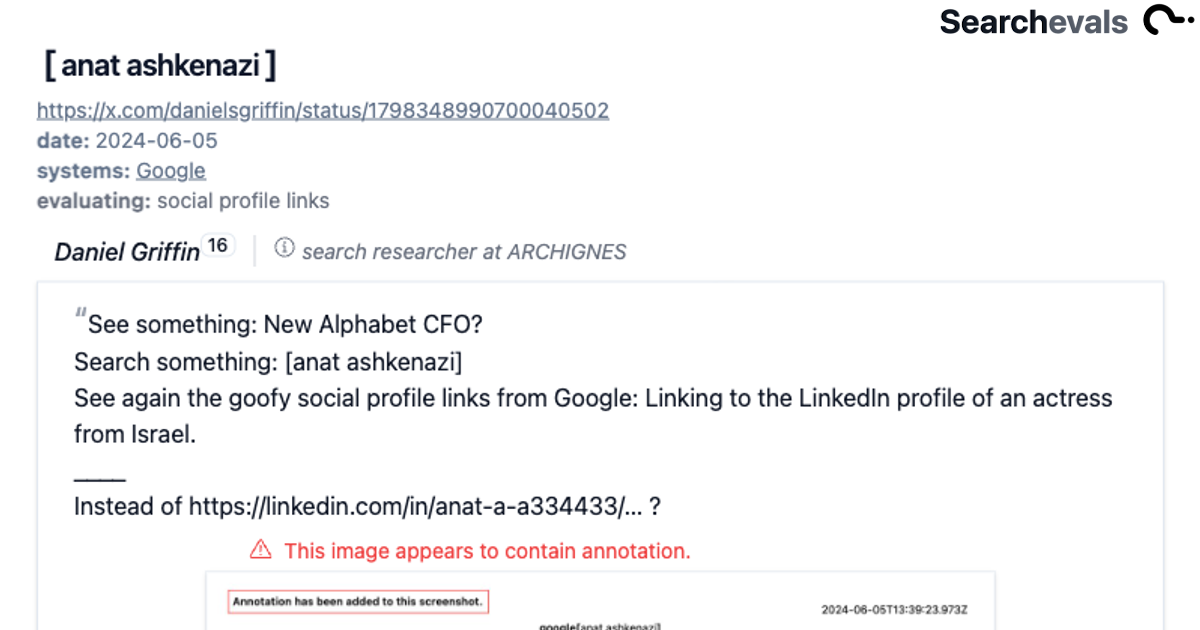 Searchevals
[ anat ashkenazi ]
https://x.com/danielsgriffin/status/1798348990700040502
date: 2024-06-05
systems: Google
evaluating: social profile links
Daniel Griffin 16 search researcher at ARCHIGNES
"See something: New Alphabet CFO?
Search something: [anat ashkenazi]
See again the goofy social profile links from Google: Linking to the LinkedIn profile of an actress
from Israel.
____
Instead of https://linkedin.com/in/anat-a-a334433/... ?
This image appears to contain annotation.
Annotation has been added to this screenshot.
2024-06-05T13:39:23.973Z
google[anat ashkenazi]